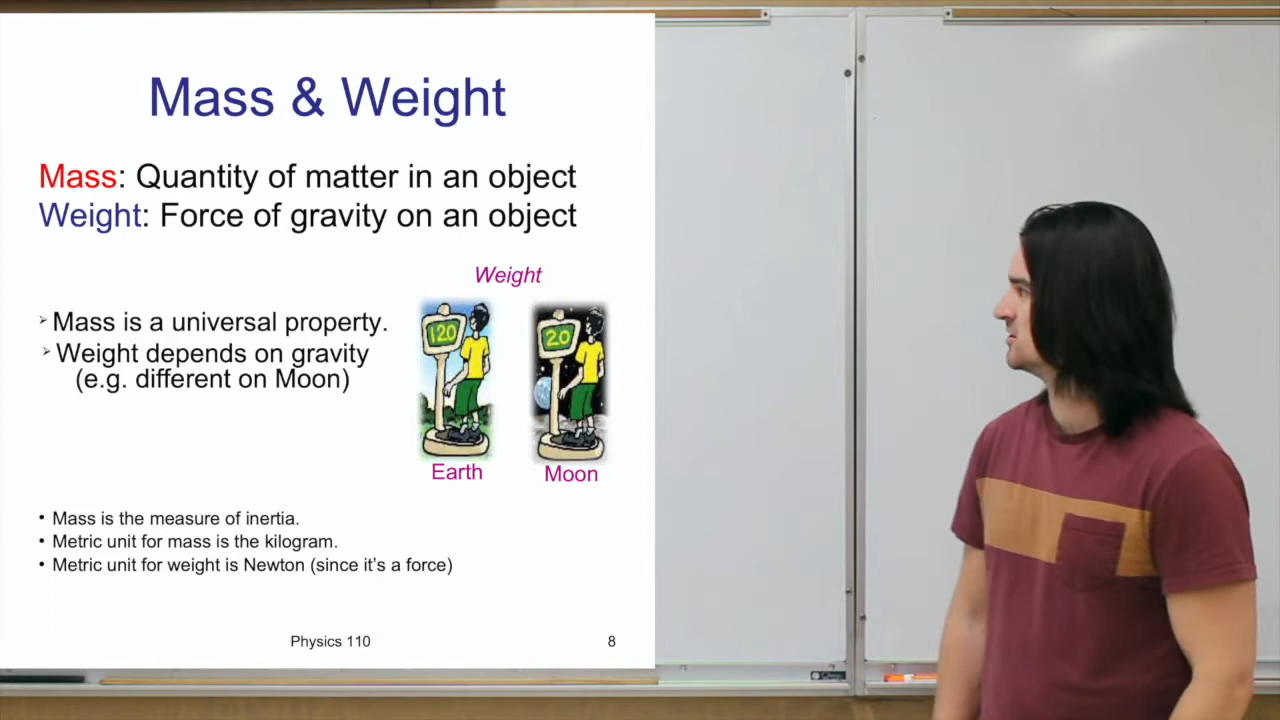 Mass & Weight
Mass: Quantity of matter in an object
Weight: Force of gravity on an object
Weight
120
20
➢ Mass is a universal property.
➢ Weight depends on gravity
(e.g. different on Moon)
Earth
Moon
• Mass is the measure of inertia.
• Metric unit for mass is the kilogram.
• Metric unit for weight is Newton (since it's a force)
Physics 110
8